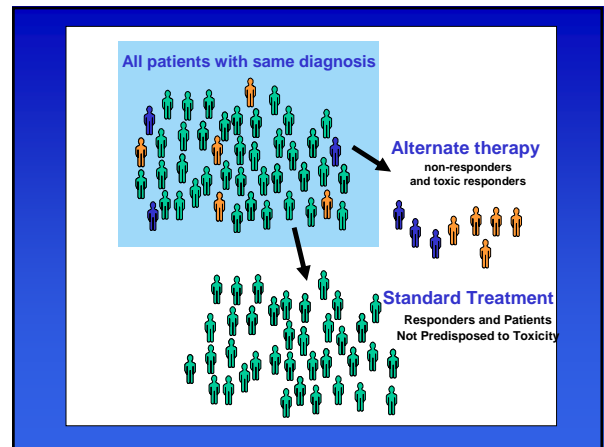 All patients with same diagnosis
Alternate therapy
non-responders
and toxic responders
Standard Treatment
Responders and Patients
Not Predisposed to Toxicity